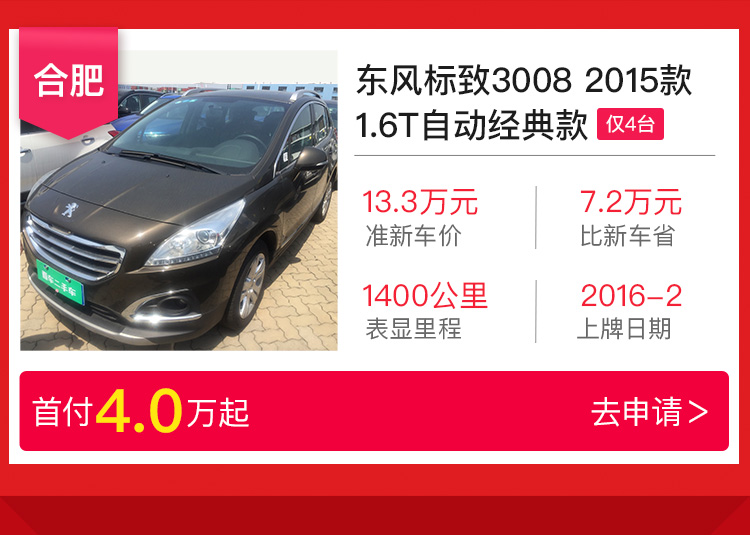 合肥
东风标致3008 2015款
1.6T自动经典款 仅4台
13.3万元
准新车价
7.2万元
比新车省
1400公里
表显里程
2016-2
上牌日期
首付4.0万起
去申请>